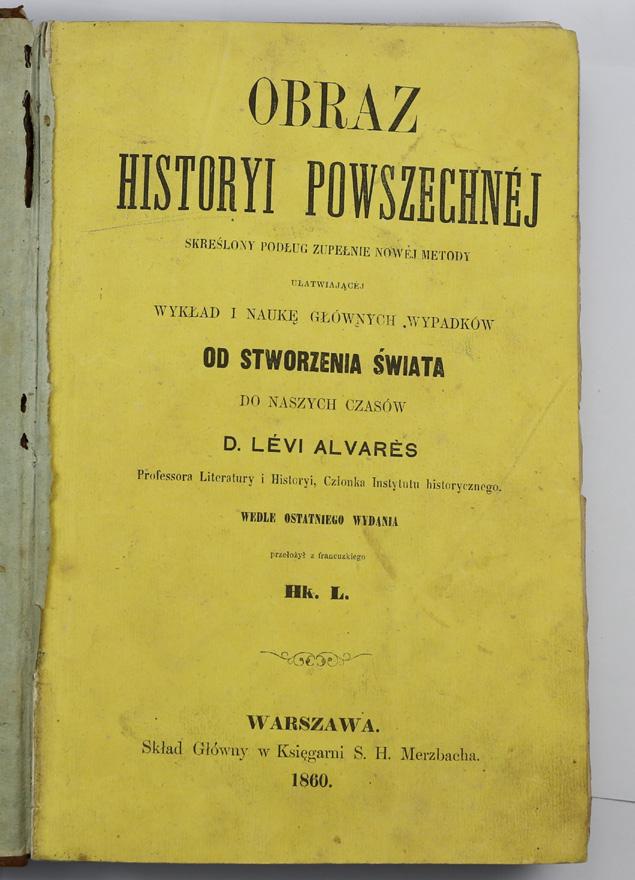 OBRAZ
HISTORYI POWSZECHNÉJ
SKREŚLONY PODŁUG ZUPEŁNIE NOWÉJ METODY
UŁATWIAJĄCÉJ
WYKŁAD I NAUKĘ GŁÓWNYCH WYPADKÓW
OD STWORZENIA ŚWIATA
DO NASZYCH CZASÓW
D. LÉVI ALVARÈS
Professora Literatury i Historyi, Członka Instytutu historycznego.
WEDLE OSTATNIEGO WYDANIA
przełożył z francuzkiego
Hk. L.
WARSZAWA.
Skład Główny w Księgarni S. H. Merzbacha.
1860.